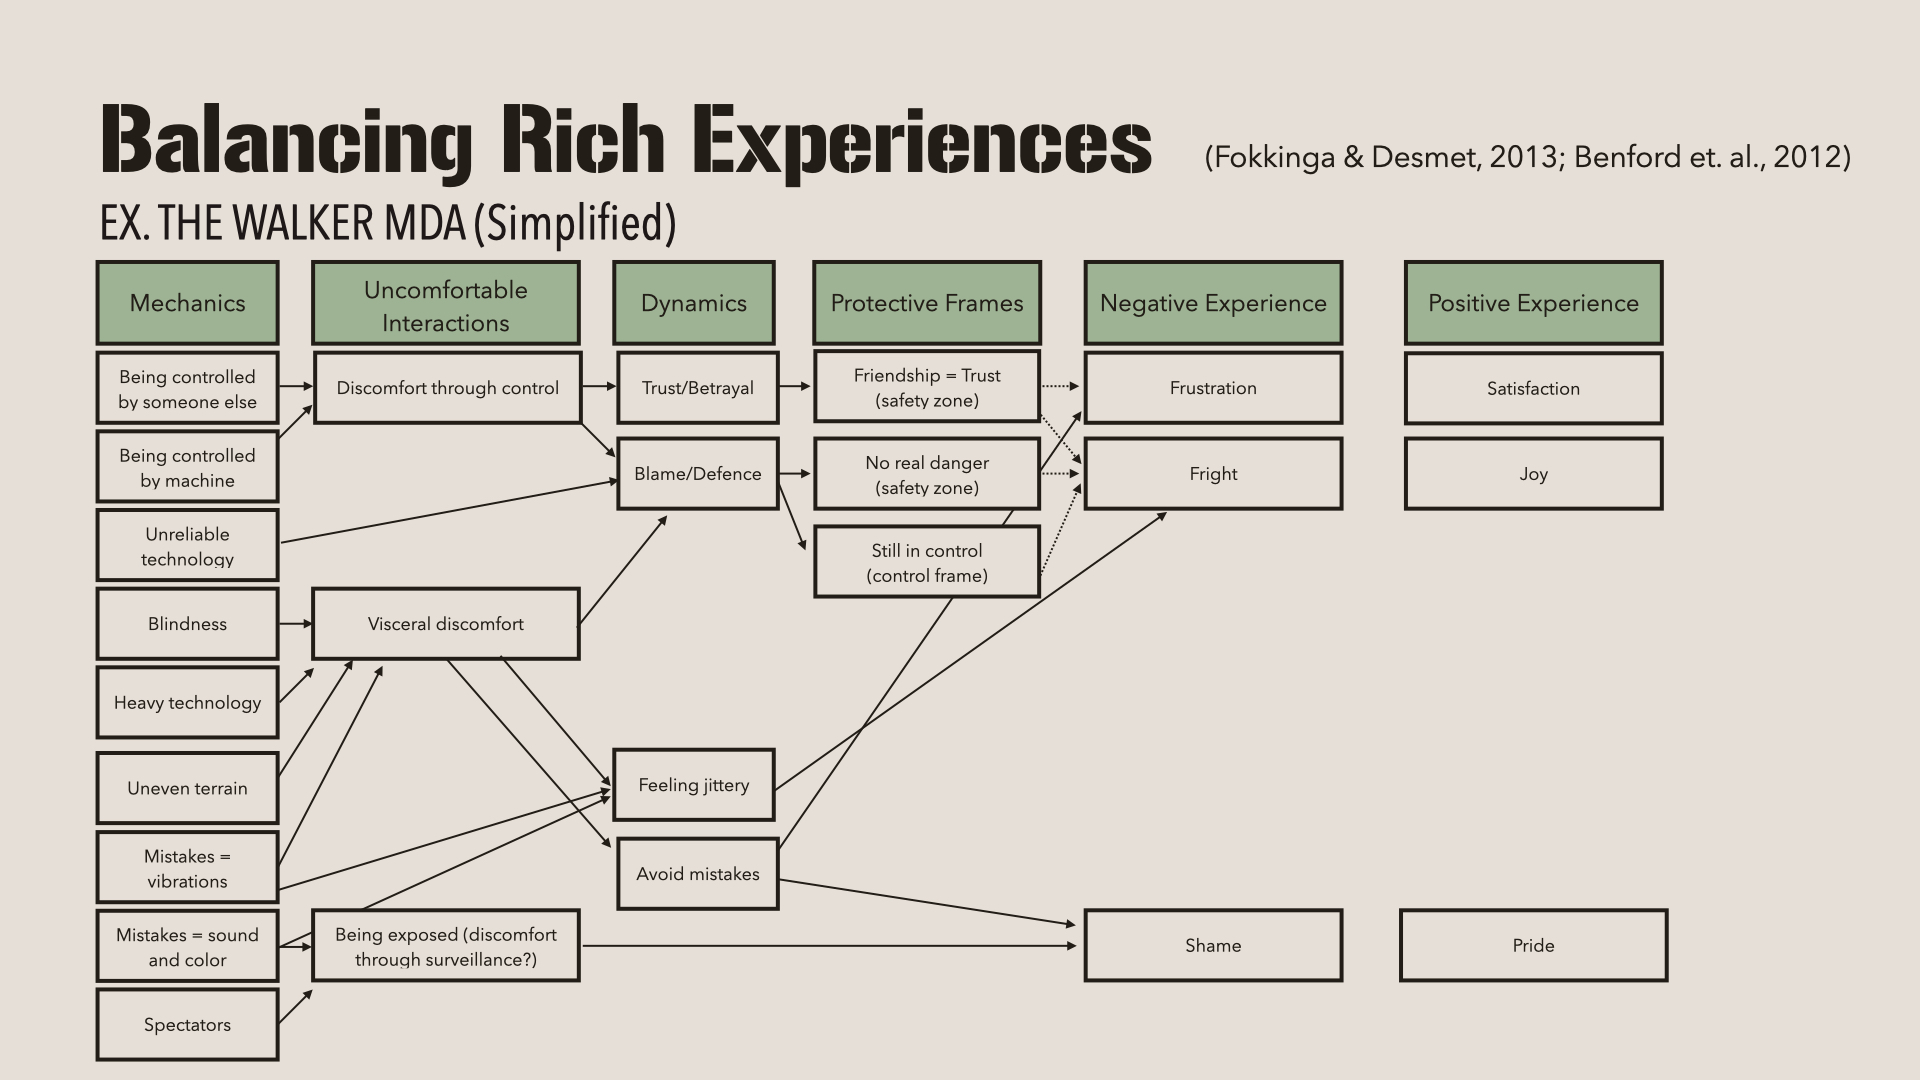 Balancing Rich Experiences
(Fokkinga & Desmet, 2013; Benford et. al., 2012)
EX. THE WALKER MDA (Simplified)
Mechanics
Uncomfortable
Interactions
Dynamics
Protective Frames
Negative Experience
Positive Experience
Being controlled
by someone else
Discomfort through control
Trust/Betrayal
Friendship = Trust
(safety zone)
Frustration
Satisfaction
Being controlled
by machine
Blame/Defence
No real danger
(safety zone)
Fright
Joy
Unreliable
technology
Still in control
(control frame)
Blindness
Visceral discomfort
Heavy technology
Uneven terrain
Feeling jittery
Mistakes =
vibrations
Avoid mistakes
Mistakes = sound
and color
Being exposed (discomfort
through surveillance?)
Shame
Pride
Spectators